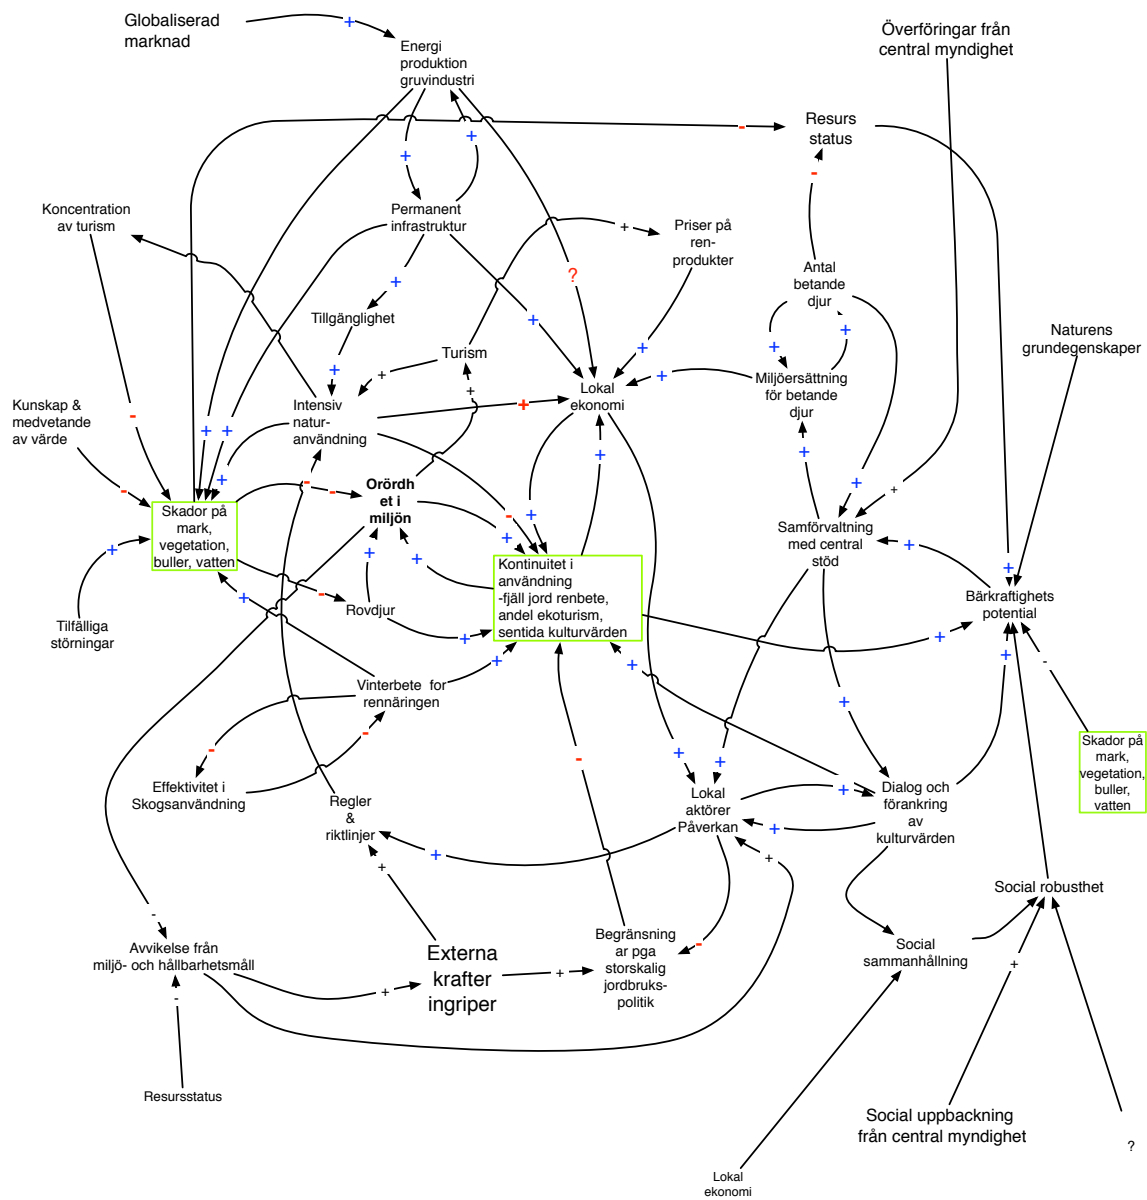 Globaliserad
marknad
+
Energi
produktion
gruvindustri
Överföringar från
central myndighet
Resurs
status
-
+
+
-
Koncentration
av turism
Permanent
infrastruktur
+
Priser på
ren-
produkter
Antal
betande
djur
?
+
Tillgänglighet
+
+
+
Naturens
grundegenskaper
Turism
+
+
+
+
+
Miljöersättning
för betande
djur
Lokal
ekonomi
+
+
Kunskap &
medvetande
av värde
-
Intensiv
natur-
användning
+
+
+
+
+
+
-
-
-
Orördh
et i
miljön
+
+
-
Skador på
mark,
vegetation,
buller, vatten
+
-
+
Samförvaltning
med central
stöd
+
+
+
+
+
Kontinuitet i
användning
-fjäll jord renbete,
andel ekoturism,
sentida kulturvärden
+
Bärkraftighets
potential
-
+
Rovdjur
Tilfälliga
störningar
+
+
+
+
+
-
Vinterbete för
rennäringen
+
-
-
-
+
+
Skador på
mark,
vegetation,
buller,
vatten
Effektivitet i
Skogsanvändning
Regler
&
riktlinjer
Lokal
aktörer
Påverkan
+
+
Dialog och
förankring
av
kulturvärden
+
+
+
Social robusthet
-
Avvikelse från
miljö- och hållbarhetsmåll
Externa
krafter
ingriper
Begränsning
ar pga
storskalig
jordbruks-
politik
-
Social
sammanhållning
+
+
+
-
Resursstatus
Social uppbackning
från central myndighet
?
Lokal
ekonomi